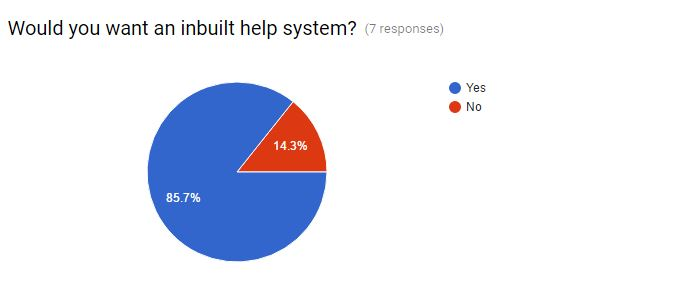 Would you want an inbuilt help system? (7 responses)
Yes
No
14.3%
85.7%